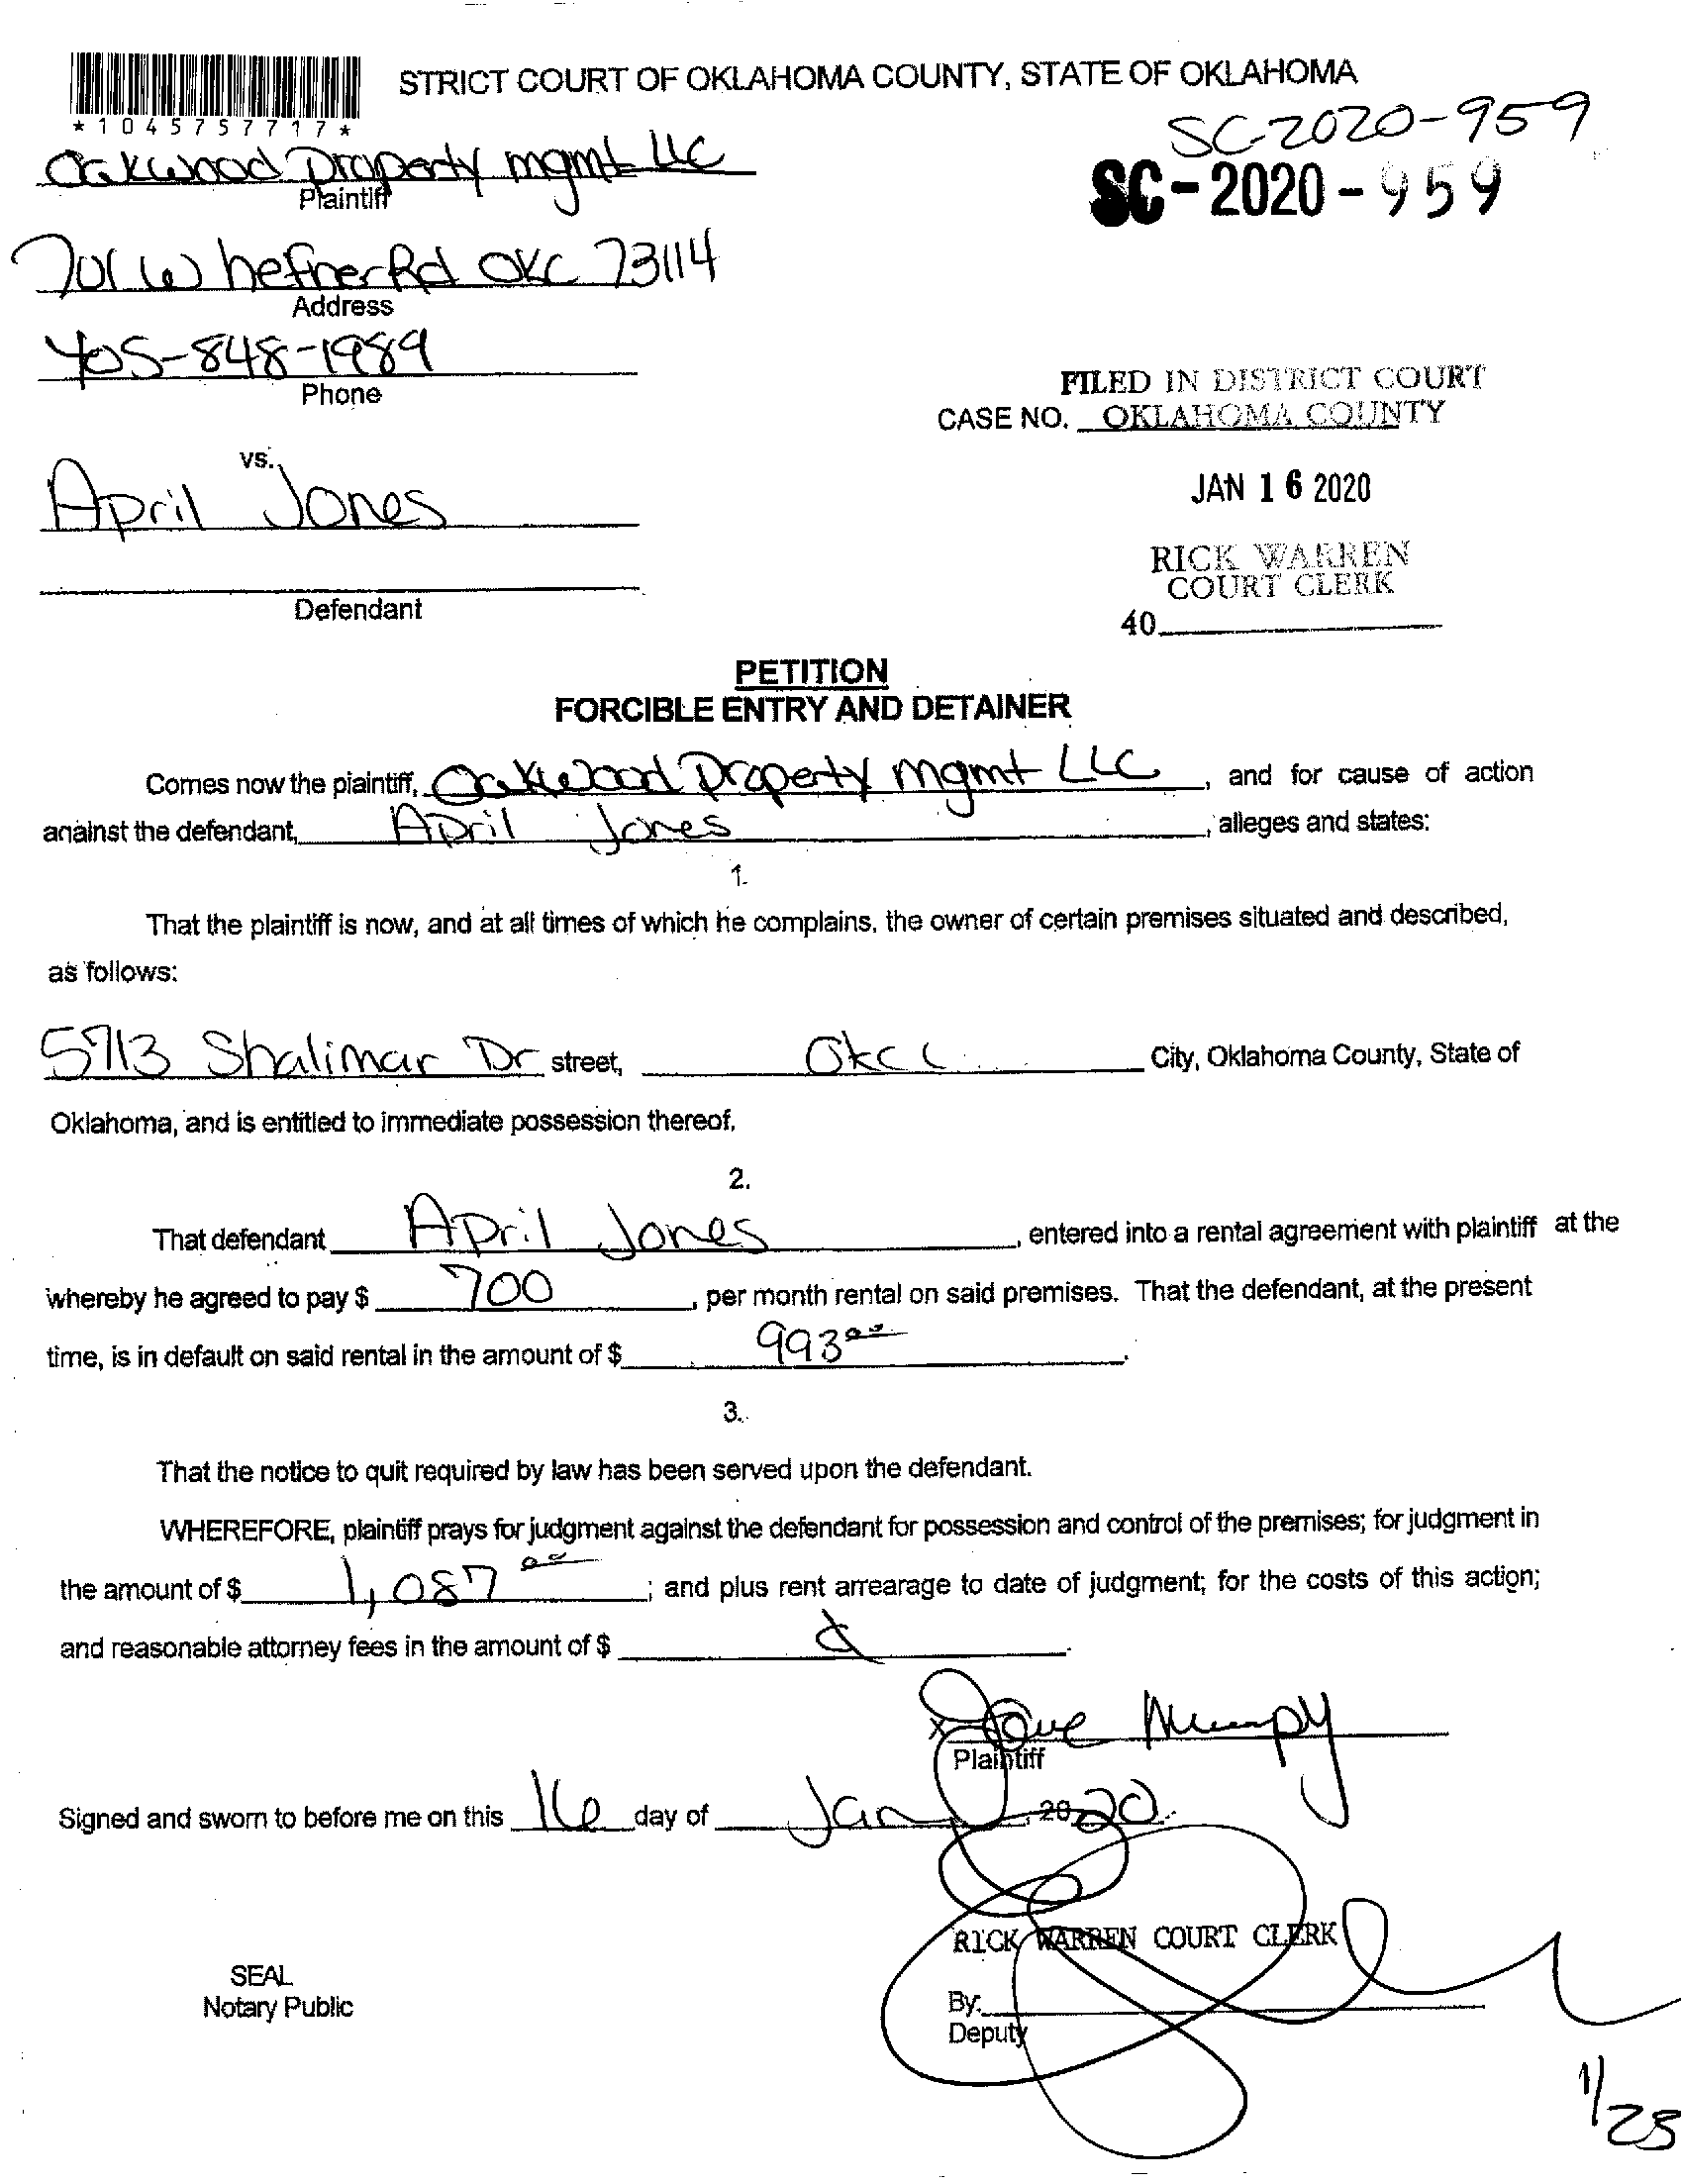 STRICT COURT OF OKLAHOMA COUNTY, STATE OF OKLAHOMA
*1045757717*
SC-2020-959
Oakwood Property mgmt LLC
SC-2020-959
Plaintiff
701 W hefner Rd OKC 73114
Address
405-848-1989
Phone
FILED IN DISTRICT COURT
CASE NO. OKLAHOMA COUNTY
vs.
April Jones
JAN 16 2020
RICK WARREN
COURT CLERK
Defendant
40
PETITION
FORCIBLE ENTRY AND DETAINER
Comes now the plaintiff, Oakwood Property Mgmt LLC, and for cause of action
against the defendant, April Jones, alleges and states:
1.
That the plaintiff is now, and at all times of which he complains, the owner of certain premises situated and described,
as follows:
5713 Shalimar Dr street, Okc City, Oklahoma County, State of
Oklahoma, and is entitled to immediate possession thereof.
2.
That defendant April Jones, entered into a rental agreement with plaintiff at the
whereby he agreed to pay $ 700, per month rental on said premises. That the defendant, at the present
time, is in default on said rental in the amount of $ 993 00.
3.
That the notice to quit required by law has been served upon the defendant.
WHEREFORE, plaintiff prays for judgment against the defendant for possession and control of the premises; for judgment in
the amount of $ 1,087 00; and plus rent arrearage to date of judgment; for the costs of this action;
and reasonable attorney fees in the amount of $
x
Plaintiff
Signed and sworn to before me on this 16 day of Jan, 2020.
RICK WARREN COURT CLERK
SEAL
Notary Public
By:
Deputy
1/28